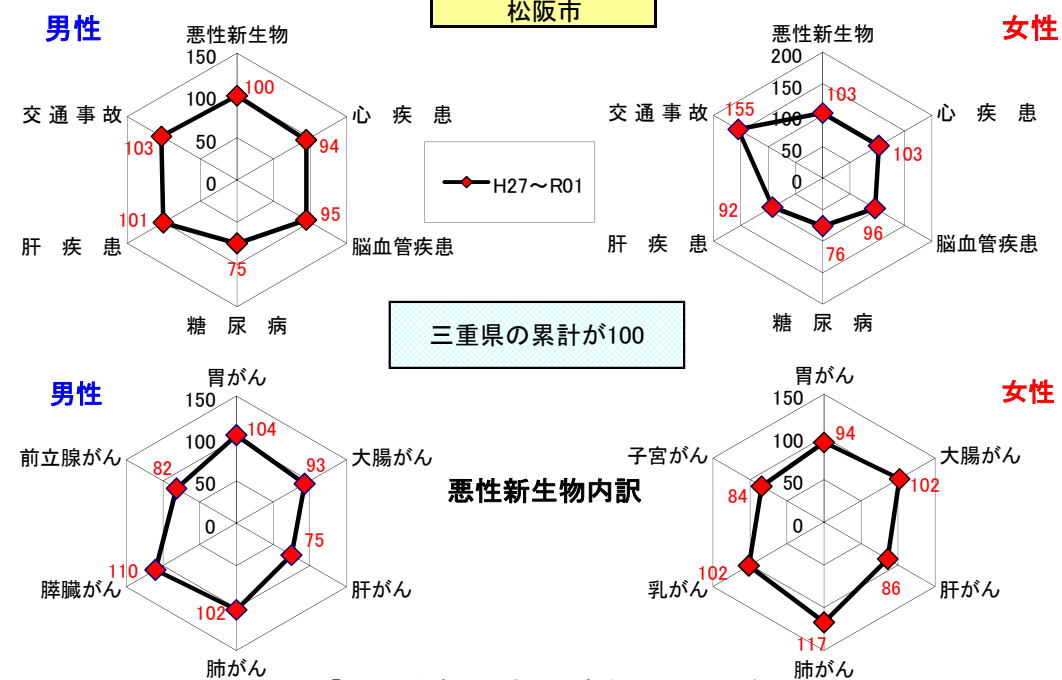 松阪市
男性
悪性新生物
150
100
50
0
100
心疾患
94
脳血管疾患
95
糖尿病
75
肝疾患
101
交通事故
103
H27～R01
女性
悪性新生物
200
150
100
50
0
103
心疾患
103
脳血管疾患
96
糖尿病
76
肝疾患
92
交通事故
155
三重県の累計が100
男性
胃がん
150
100
50
0
104
大腸がん
93
肝がん
75
肺がん
102
膵臓がん
110
前立腺がん
82
悪性新生物内訳
女性
胃がん
150
100
50
0
94
大腸がん
102
肝がん
86
肺がん
117
乳がん
102
子宮がん
84